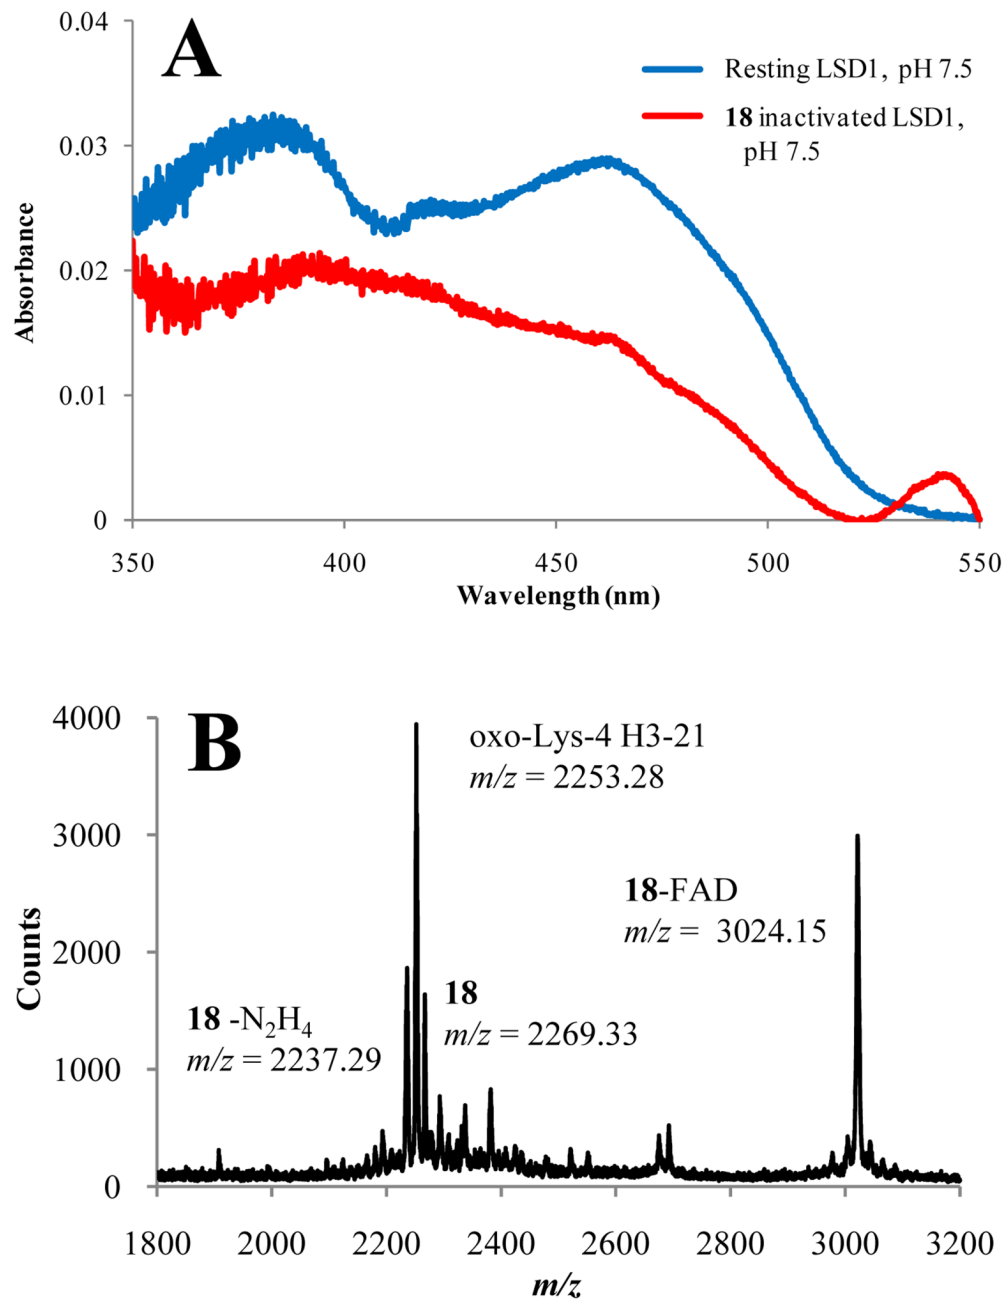 A
0.04
0.03
0.02
0.01
0
Absorbance
Resting LSD1, pH 7.5
18 inactivated LSD1,
pH 7.5
350 400 450 500 550
Wavelength (nm)
B
4000
3000
2000
1000
0
Counts
oxo-Lys-4 H3-21
m/z = 2253.28
18-FAD
m/z = 3024.15
18
m/z = 2269.33
18 -N₂H₄
m/z = 2237.29
1800 2000 2200 2400 2600 2800 3000 3200
m/z